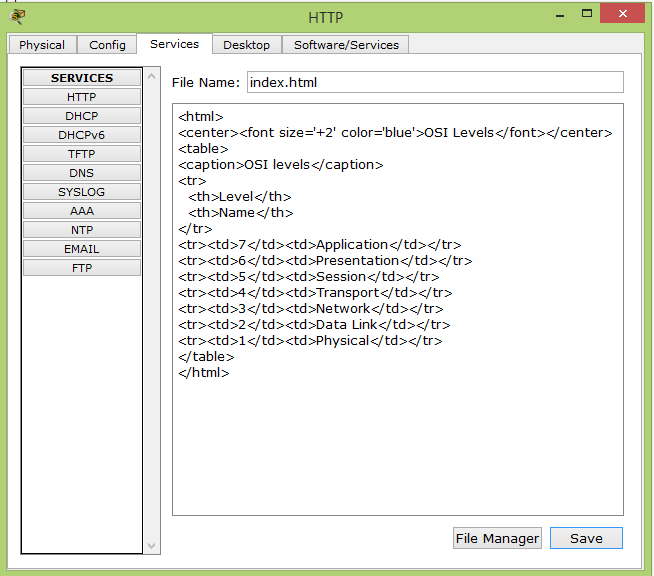 HTTP
Physical Config Services Desktop Software/Services
SERVICES
HTTP
DHCP
DHCPv6
TFTP
DNS
SYSLOG
AAA
NTP
EMAIL
FTP
File Name: index.html
<html>
<center><font size='+2' color='blue'>OSI Levels</font></center>
<table>
<caption>OSI levels</caption>
<tr>
  <th>Level</th>
  <th>Name</th>
</tr>
<tr><td>7</td><td>Application</td></tr>
<tr><td>6</td><td>Presentation</td></tr>
<tr><td>5</td><td>Session</td></tr>
<tr><td>4</td><td>Transport</td></tr>
<tr><td>3</td><td>Network</td></tr>
<tr><td>2</td><td>Data Link</td></tr>
<tr><td>1</td><td>Physical</td></tr>
</table>
</html>
File Manager Save